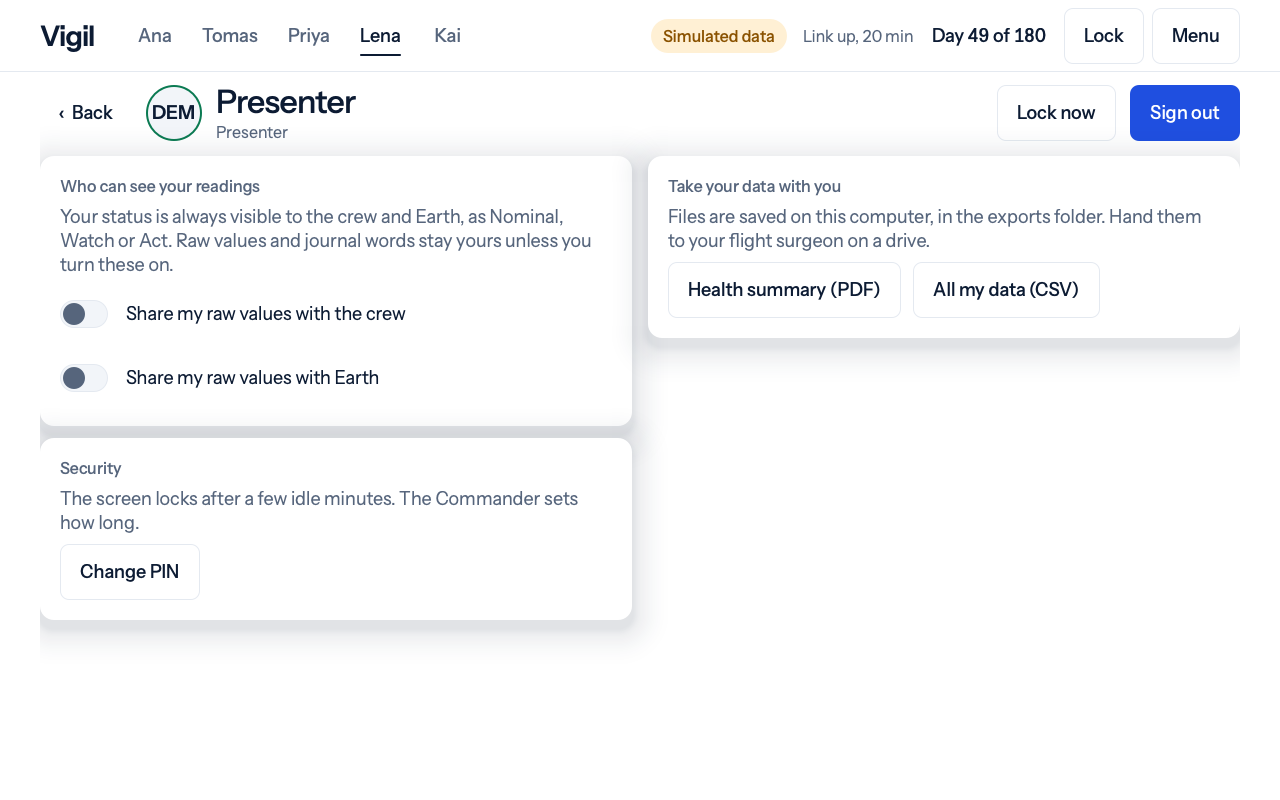 Vigil
Ana
Tomas
Priya
Lena
Kai
Simulated data
Link up, 20 min
Day 49 of 180
Lock
Menu
‹ Back
DEM
Presenter
Presenter
Lock now
Sign out
Who can see your readings
Your status is always visible to the crew and Earth, as Nominal,
Watch or Act. Raw values and journal words stay yours unless you
turn these on.
Share my raw values with the crew
Share my raw values with Earth
Security
The screen locks after a few idle minutes. The Commander sets
how long.
Change PIN
Take your data with you
Files are saved on this computer, in the exports folder. Hand them
to your flight surgeon on a drive.
Health summary (PDF)
All my data (CSV)